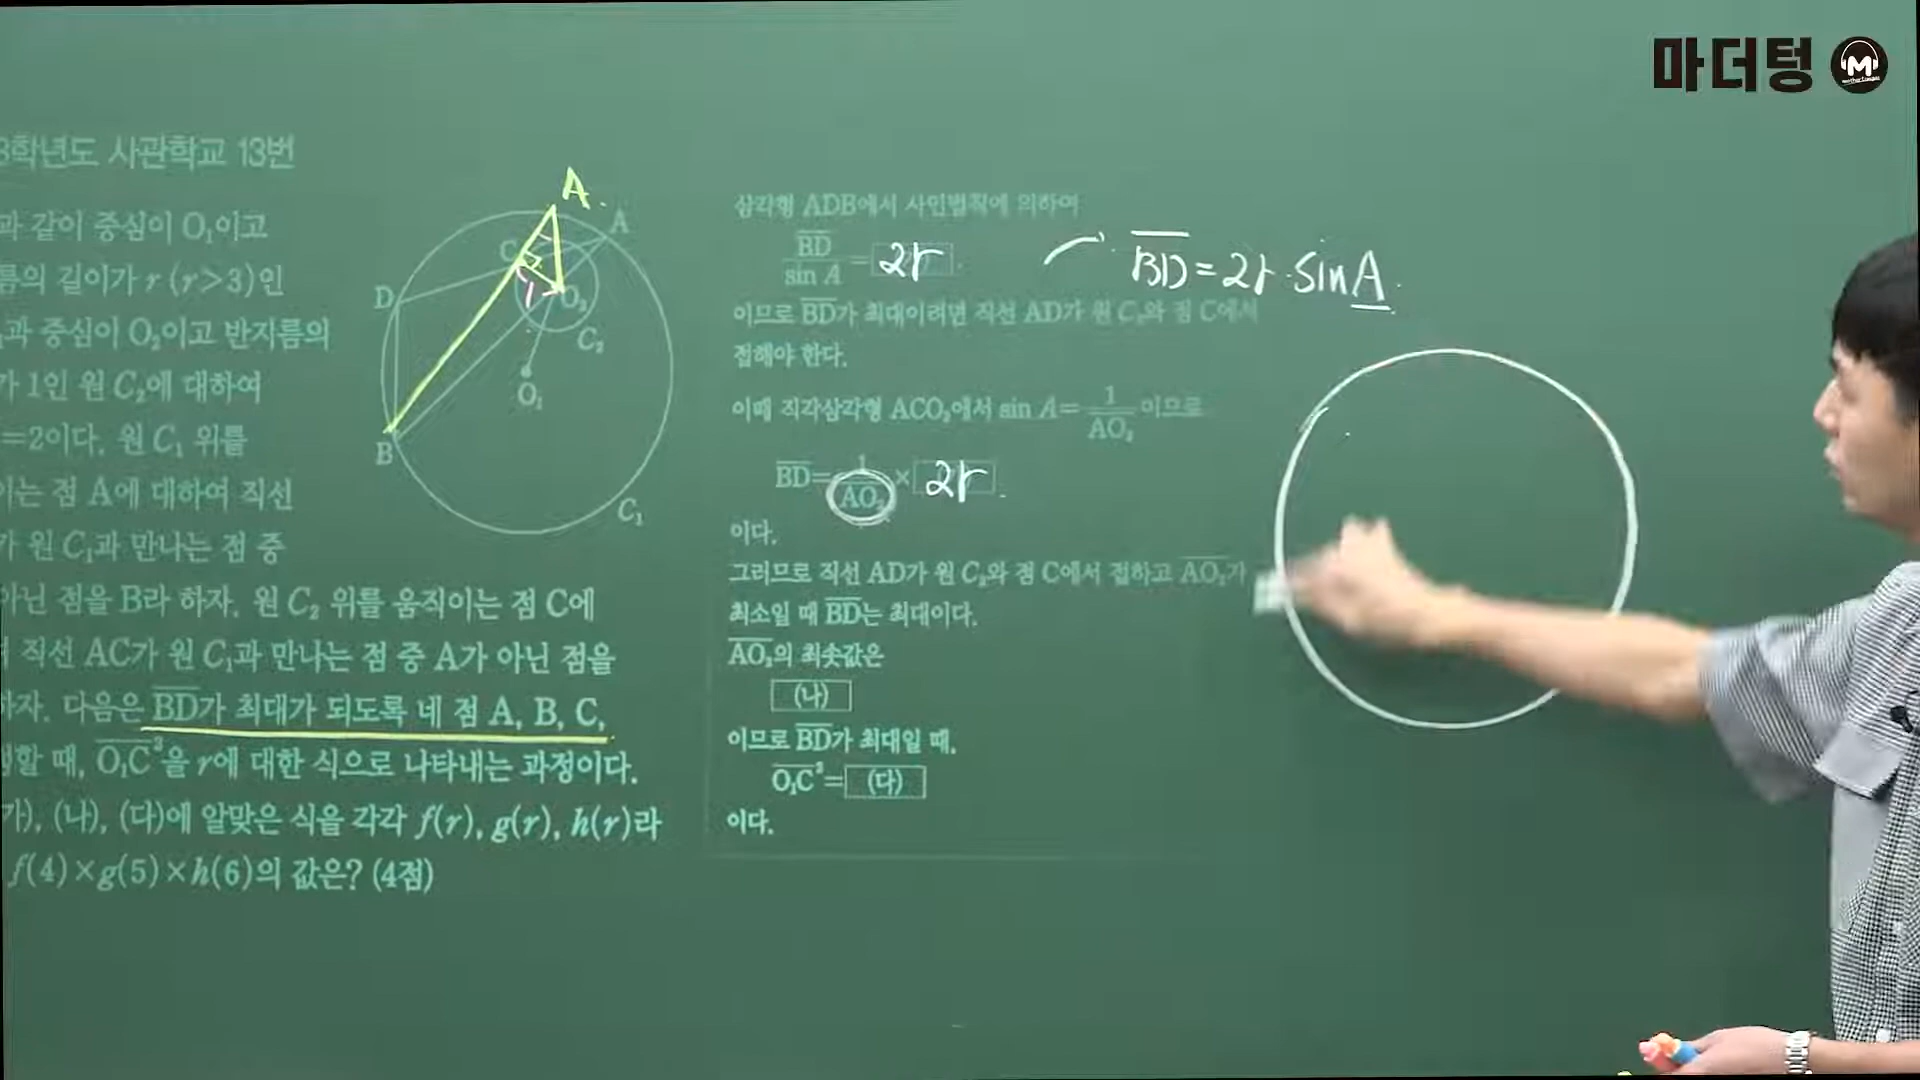 마더텅
M
3학년도 사관학교 13번
과 같이 중심이 O₁이고
름의 길이가 r (r>3)인
과 중심이 O₂이고 반지름의
가 1인 원 C₂에 대하여
=2이다. 원 C₁ 위를
이는 점 A에 대하여 직선
가 원 C₁과 만나는 점 중
아닌 점을 B라 하자. 원 C₂ 위를 움직이는 점 C에
직선 AC가 원 C₁과 만나는 점 중 A가 아닌 점을
하자. 다음은 BD가 최대가 되도록 네 점 A, B, C,
할 때, O₁C²을 r에 대한 식으로 나타내는 과정이다.
가), (나), (다)에 알맞은 식을 각각 f(r), g(r), h(r)라
f(4)×g(5)×h(6)의 값은? (4점)
A
A
C
D
1
O₂
C₂
O₁
B
C₁
삼각형 ADB에서 사인법칙에 의하여
BD/sin A = 2r
이므로 BD가 최대이려면 직선 AD가 원 C₂와 점 C에서
접해야 한다.
이때 직각삼각형 ACO₂에서 sin A= 1/AO₂ 이므로
BD= 1/AO₂ × 2r
이다.
그러므로 직선 AD가 원 C₂와 점 C에서 접하고 AO₂가
최소일 때 BD는 최대이다.
AO₂의 최솟값은
(나)
이므로 BD가 최대일 때,
O₁C²= (다)
이다.
BD=2r·sinA